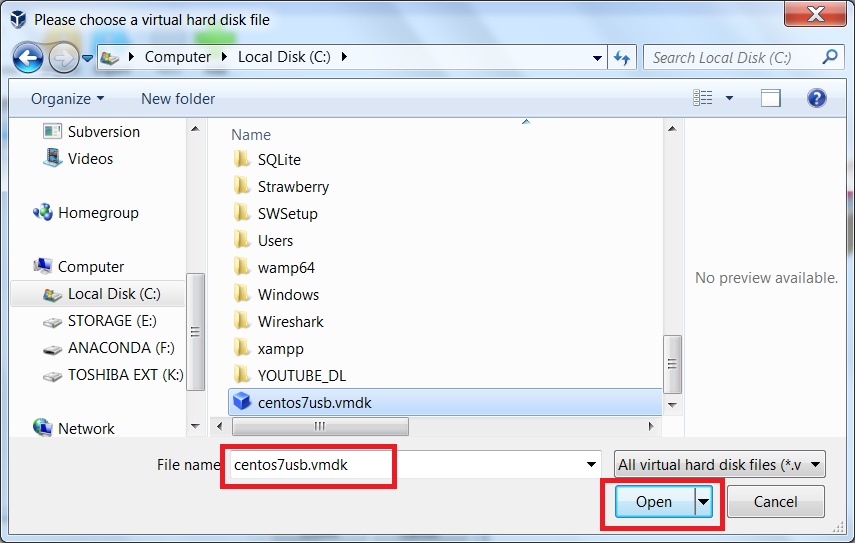 Please choose a virtual hard disk file
Computer Local Disk (C:)
Search Local Disk (C:)
Organize New folder
Subversion
Videos
Homegroup
Computer
Local Disk (C:)
STORAGE (E:)
ANACONDA (F:)
TOSHIBA EXT (K:)
Network
Name
SQLite
Strawberry
SWSetup
Users
wamp64
Windows
Wireshark
xampp
YOUTUBE_DL
centos7usb.vmdk
No preview available.
File name centos7usb.vmdk
All virtual hard disk files (*.v
Open Cancel